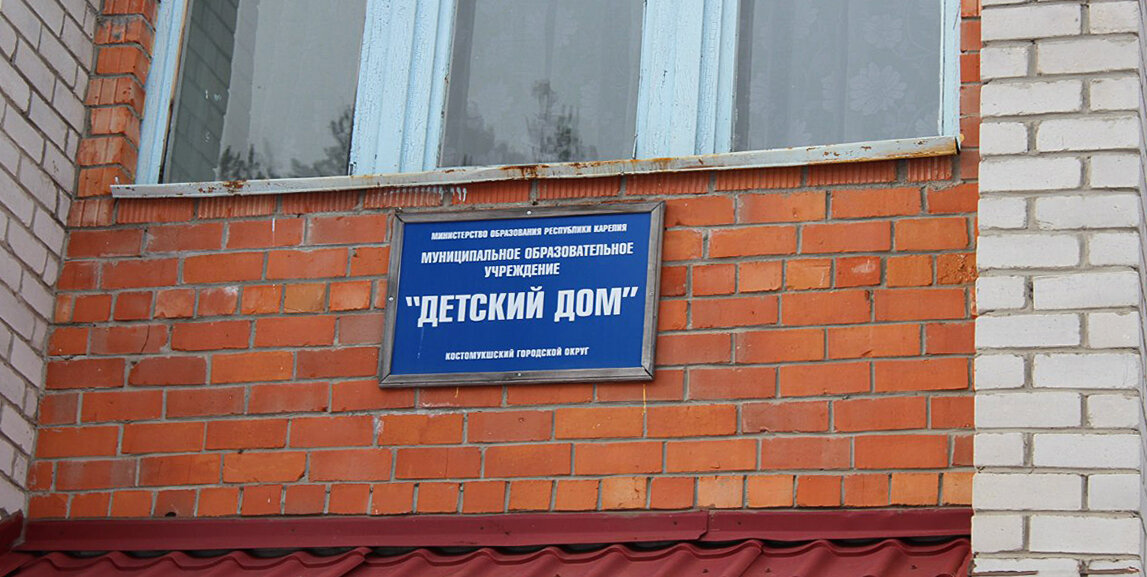 МИНИСТЕРСТВО ОБРАЗОВАНИЯ РЕСПУБЛИКИ КАРЕЛИЯ
МУНИЦИПАЛЬНОЕ ОБРАЗОВАТЕЛЬНОЕ
УЧРЕЖДЕНИЕ
"ДЕТСКИЙ ДОМ"
КОСТОМУКШСКИЙ ГОРОДСКОЙ ОКРУГ